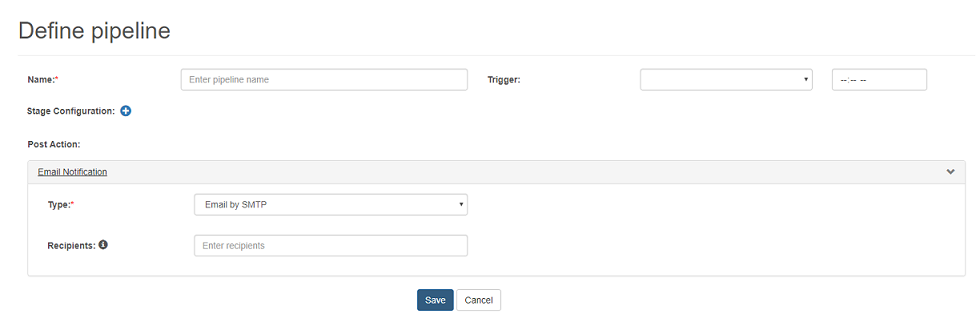 Define pipeline
Name:* Enter pipeline name Trigger: --:-- --
Stage Configuration:
Post Action:
Email Notification
Type:* Email by SMTP
Recipients: Enter recipients
Save Cancel